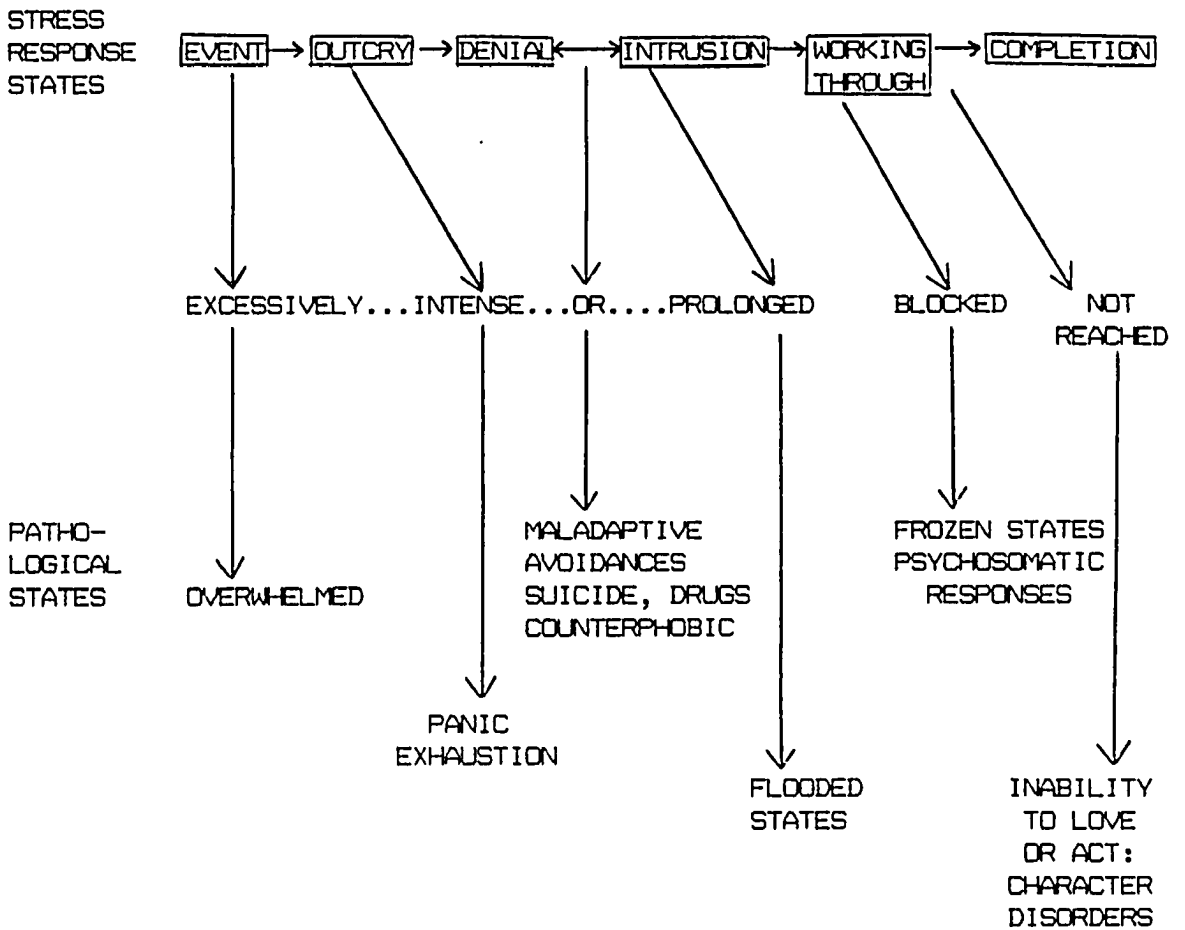 STRESS
RESPONSE
STATES
EVENT OUTCRY DENIAL INTRUSION WORKING COMPLETION
THROUGH
EXCESSIVELY...INTENSE...OR....PROLONGED BLOCKED NOT
REACHED
PATHO-
LOGICAL
STATES
OVERWHELMED
MALADAPTIVE
AVOIDANCES
SUICIDE, DRUGS
COUNTERPHOBIC
FROZEN STATES
PSYCHOSOMATIC
RESPONSES
PANIC
EXHAUSTION
FLOODED
STATES
INABILITY
TO LOVE
OR ACT:
CHARACTER
DISORDERS